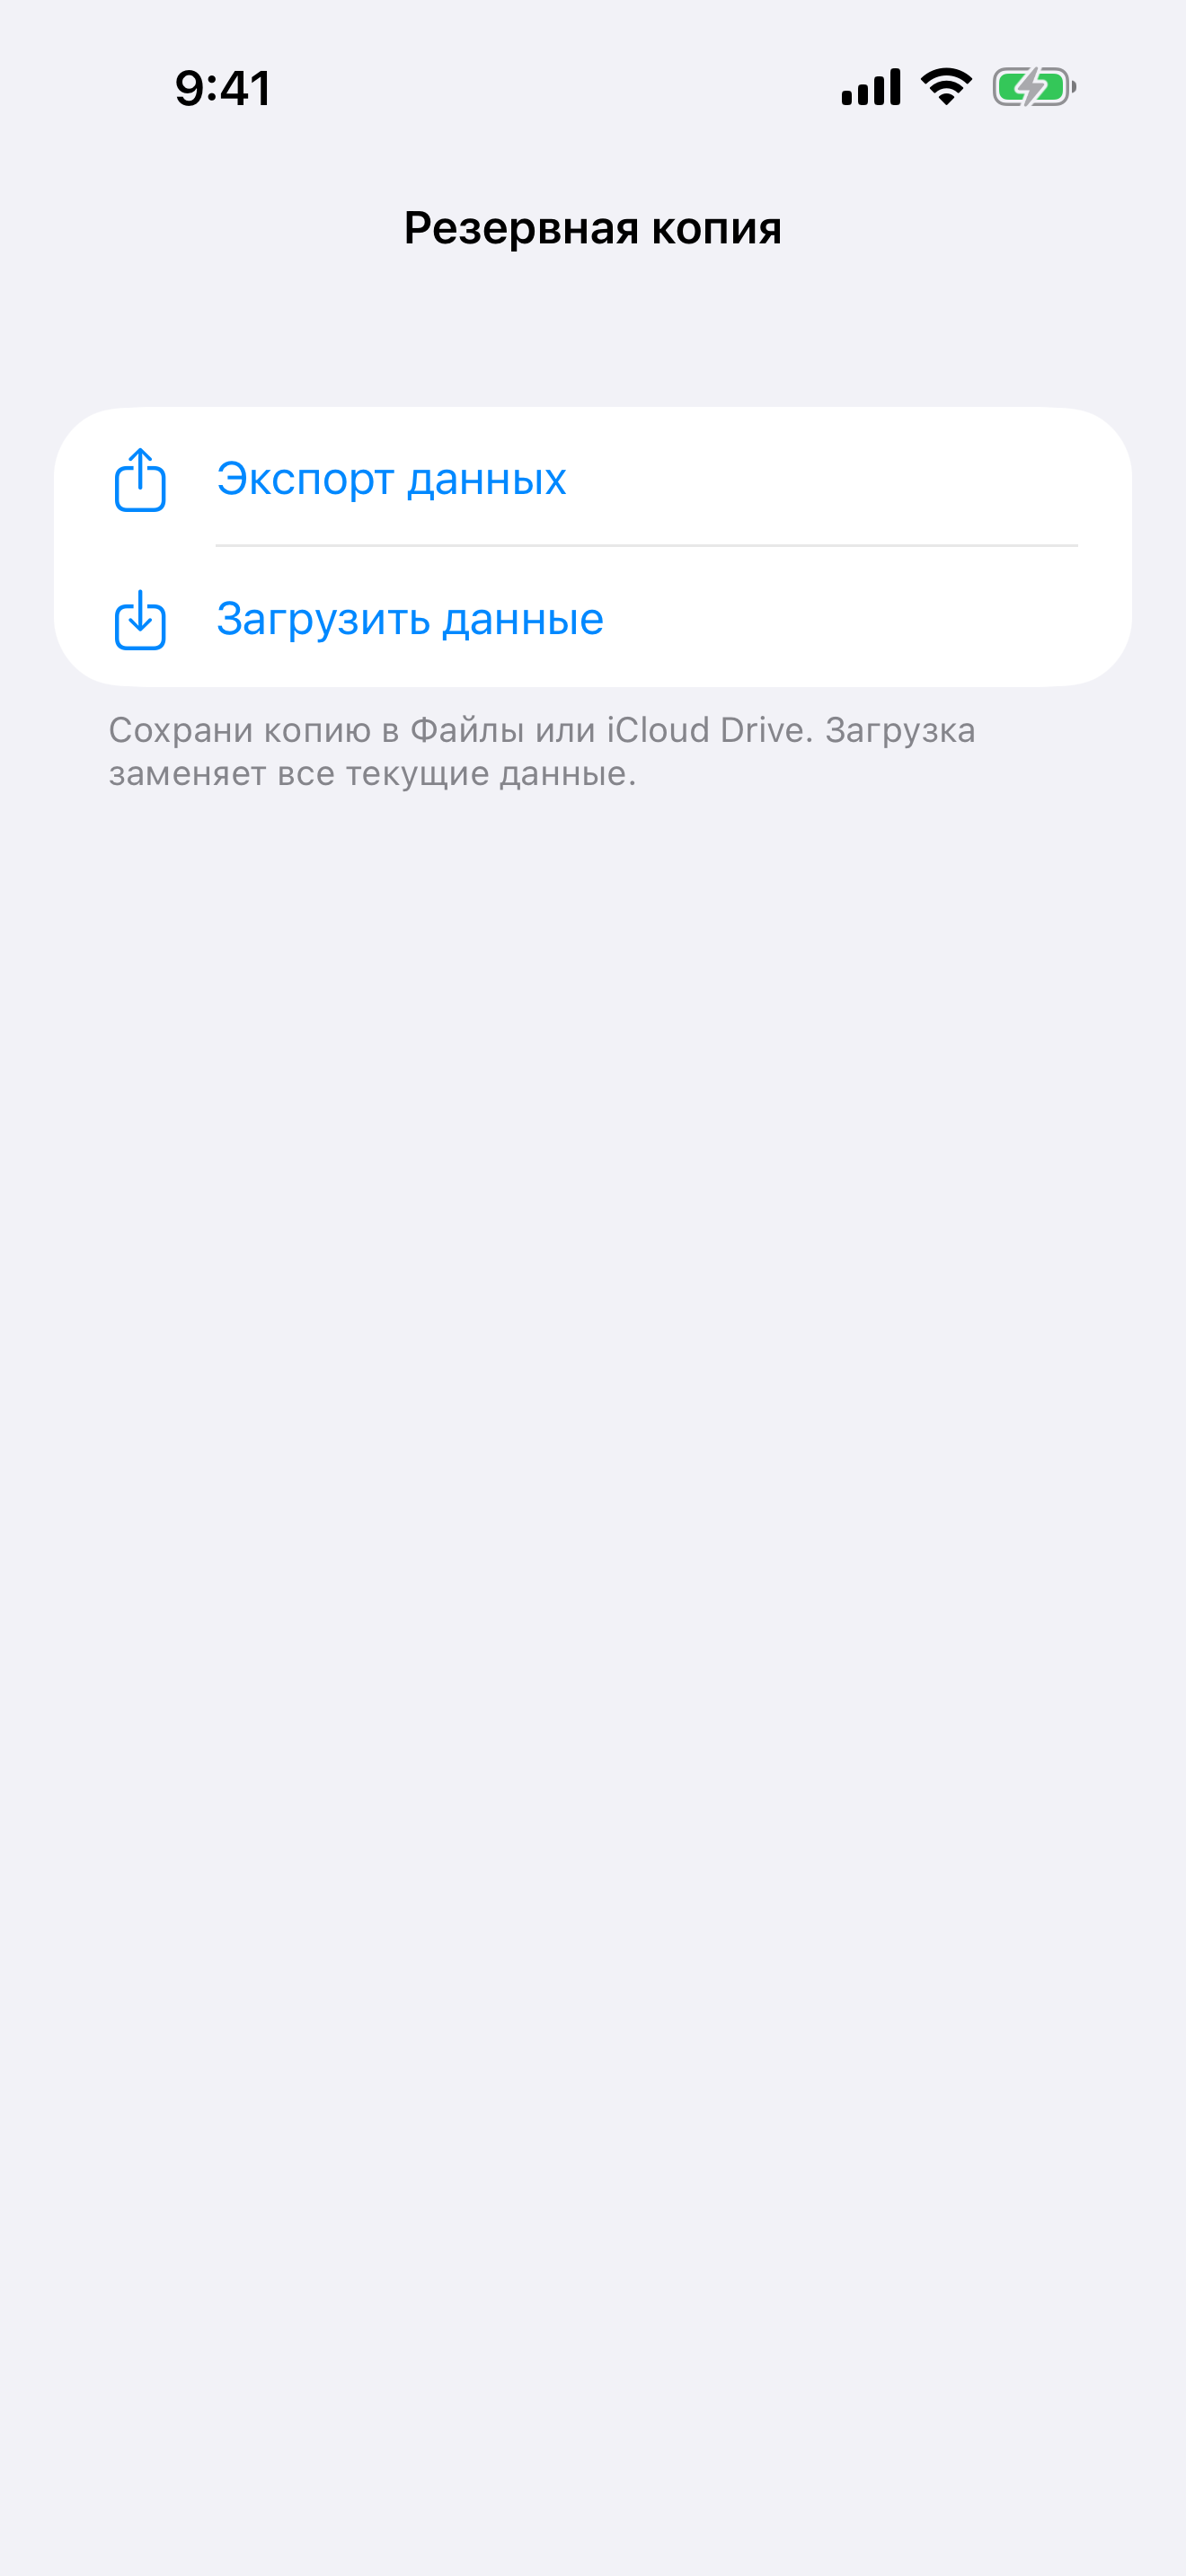 9:41
Резервная копия
Экспорт данных
Загрузить данные
Сохрани копию в Файлы или iCloud Drive. Загрузка
заменяет все текущие данные.